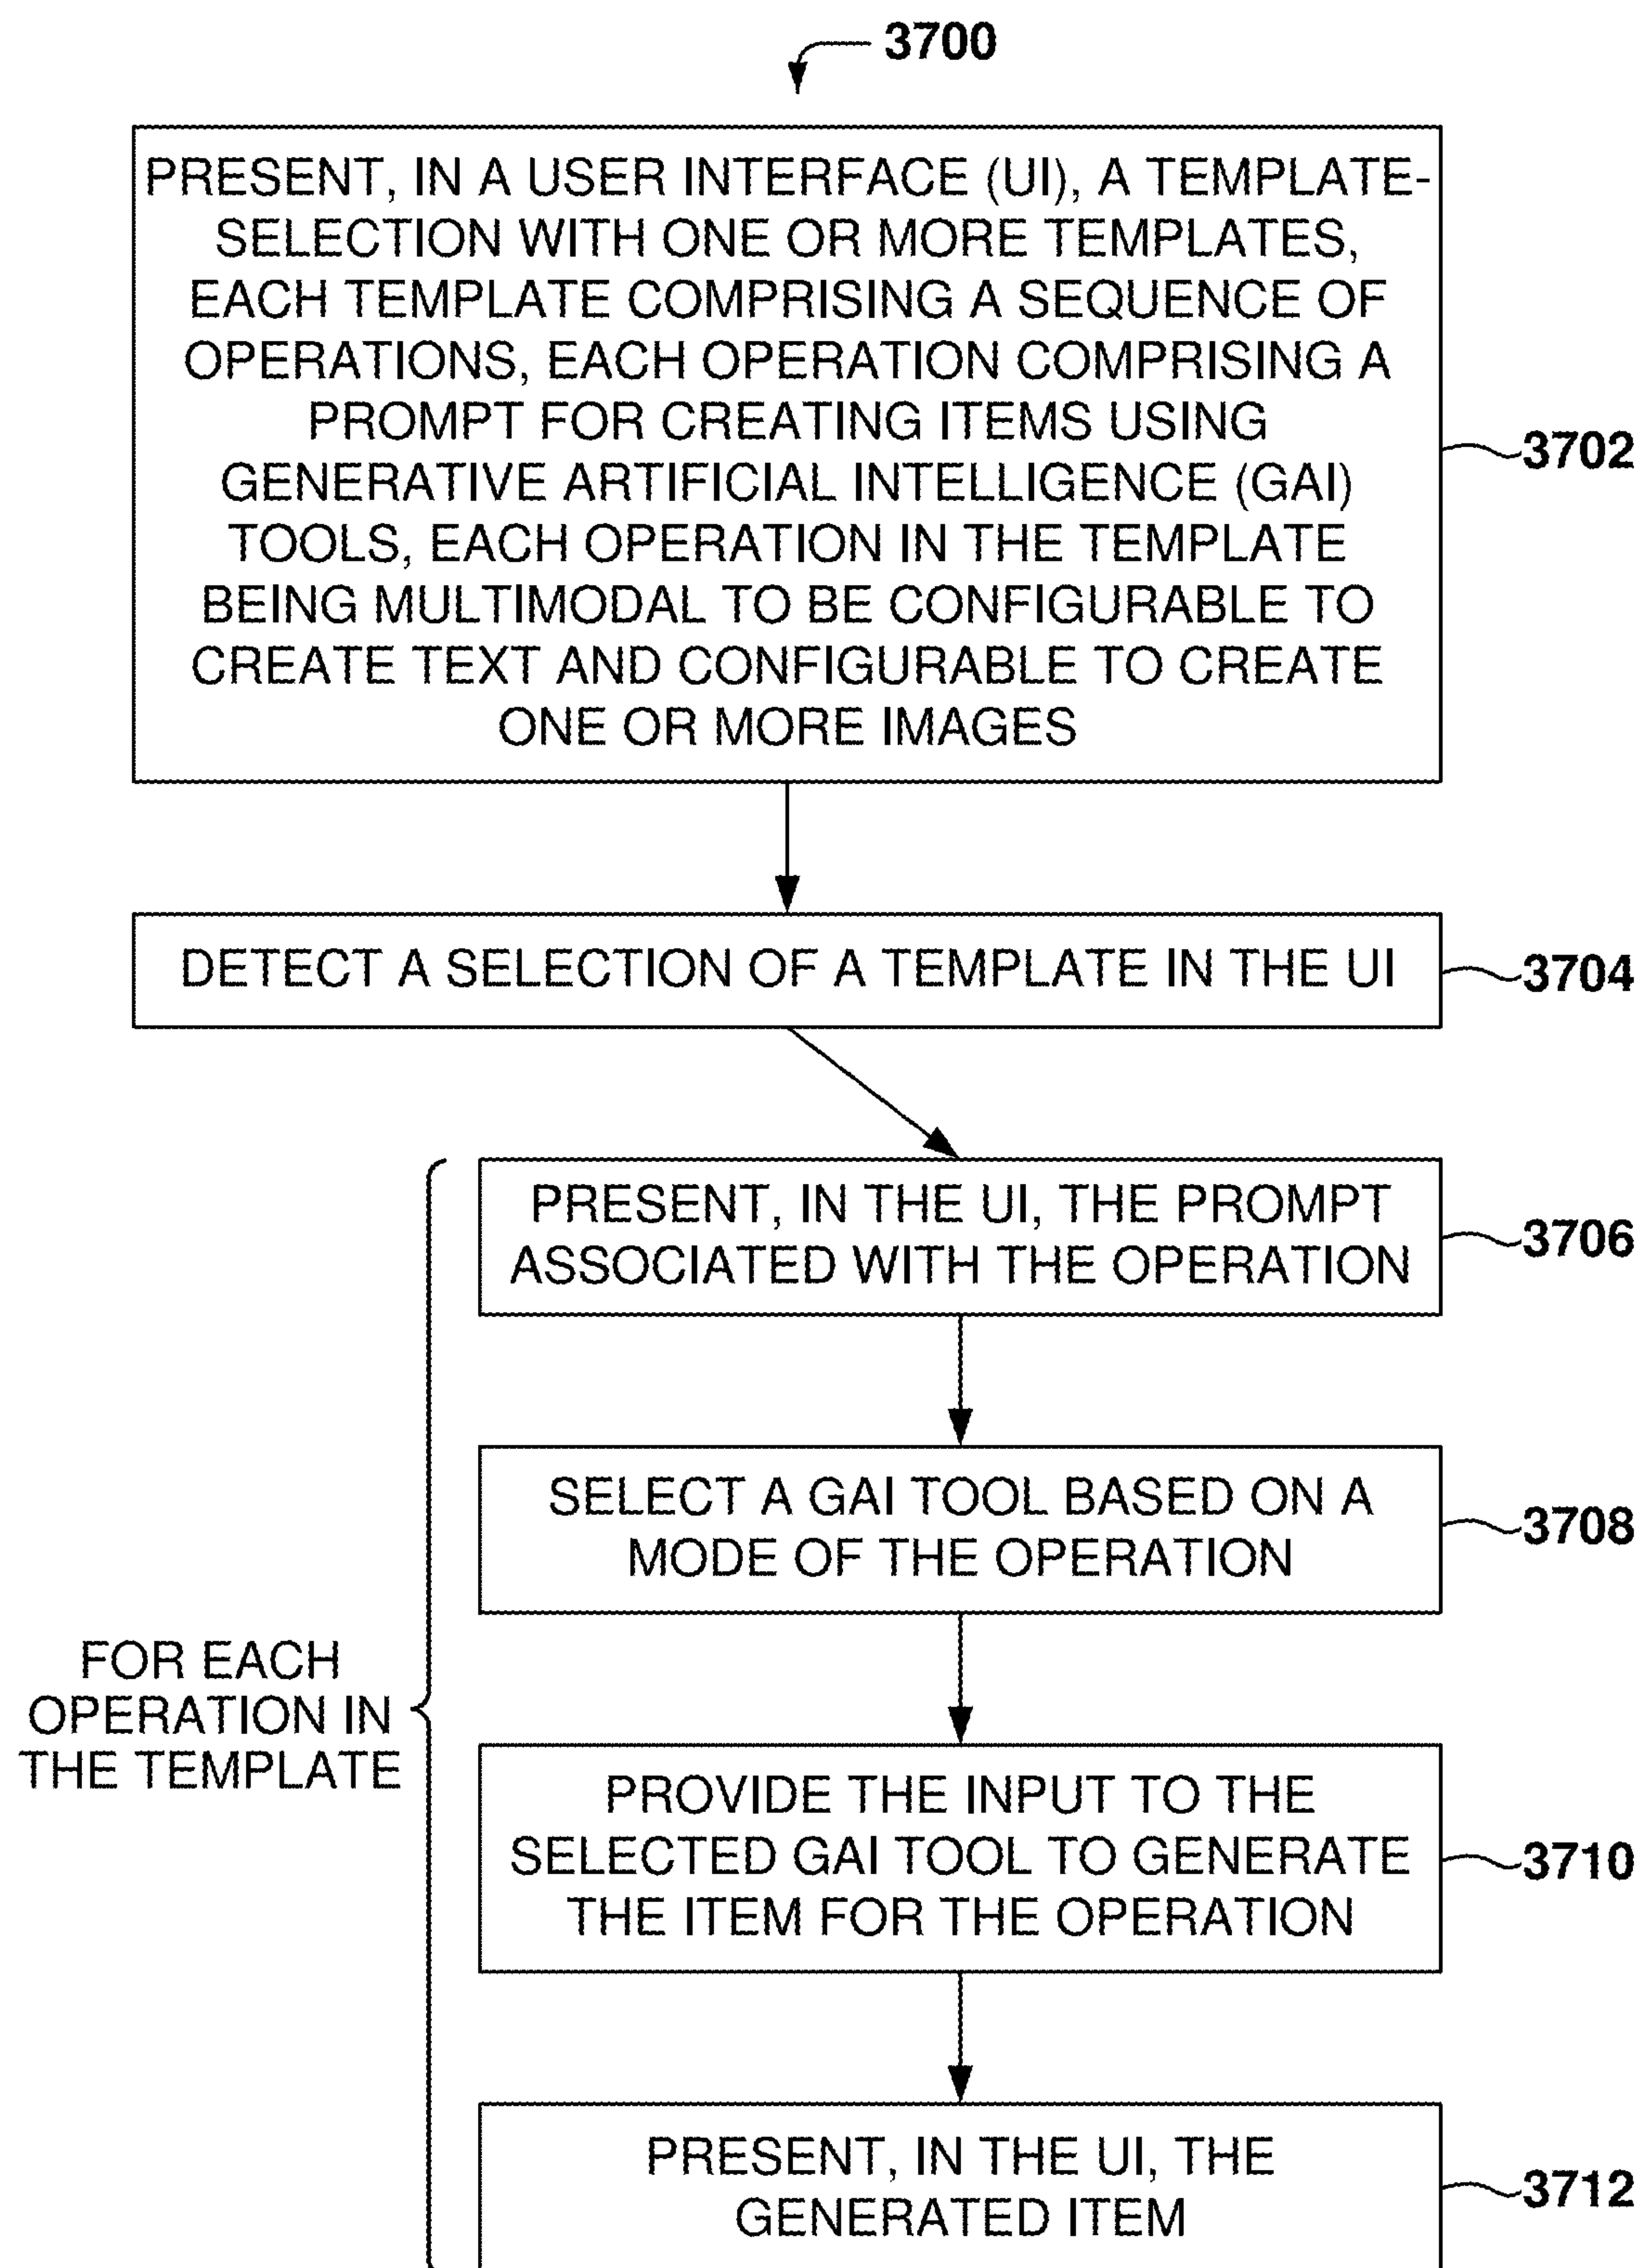 3700
PRESENT, IN A USER INTERFACE (UI), A TEMPLATE-
SELECTION WITH ONE OR MORE TEMPLATES,
EACH TEMPLATE COMPRISING A SEQUENCE OF
OPERATIONS, EACH OPERATION COMPRISING A
PROMPT FOR CREATING ITEMS USING
GENERATIVE ARTIFICIAL INTELLIGENCE (GAI)
TOOLS, EACH OPERATION IN THE TEMPLATE
BEING MULTIMODAL TO BE CONFIGURABLE TO
CREATE TEXT AND CONFIGURABLE TO CREATE
ONE OR MORE IMAGES
3702
DETECT A SELECTION OF A TEMPLATE IN THE UI
3704
FOR EACH
OPERATION IN
THE TEMPLATE
PRESENT, IN THE UI, THE PROMPT
ASSOCIATED WITH THE OPERATION
3706
SELECT A GAI TOOL BASED ON A
MODE OF THE OPERATION
3708
PROVIDE THE INPUT TO THE
SELECTED GAI TOOL TO GENERATE
THE ITEM FOR THE OPERATION
3710
PRESENT, IN THE UI, THE
GENERATED ITEM
3712